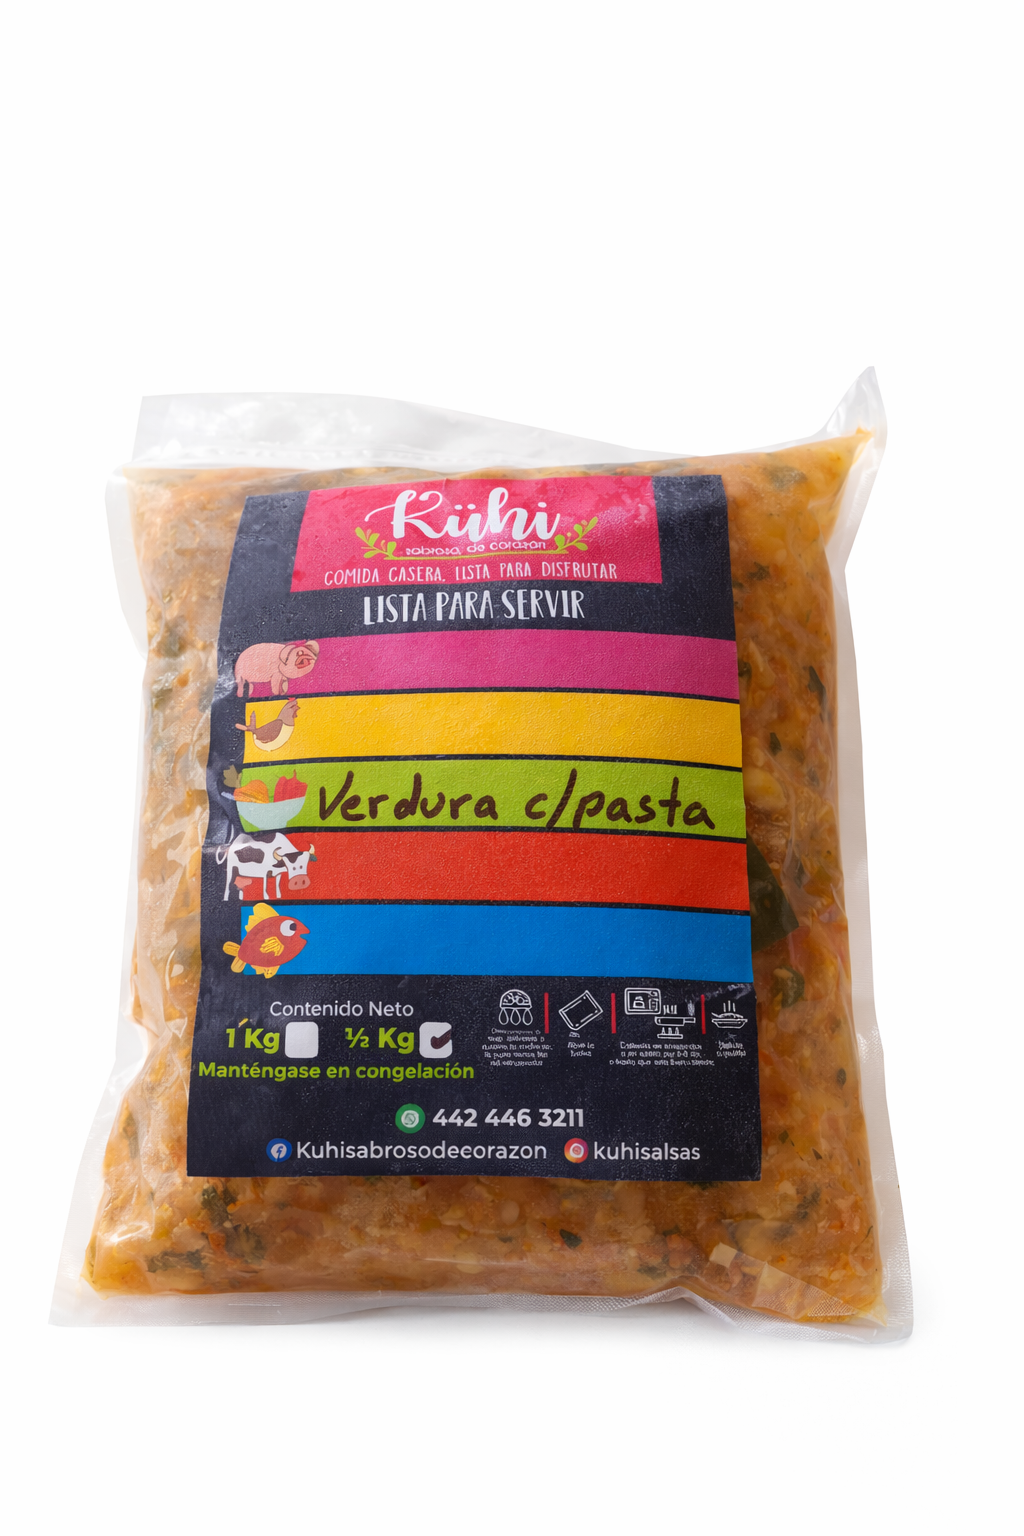 Kühi
sabroso de corazón
COMIDA CASERA, LISTA PARA DISFRUTAR
LISTA PARA SERVIR
Verdura c/pasta
Contenido Neto
1 Kg ½ Kg
Manténgase en congelación
442 446 3211
Kuhisabrosodecorazon kuhisalsas